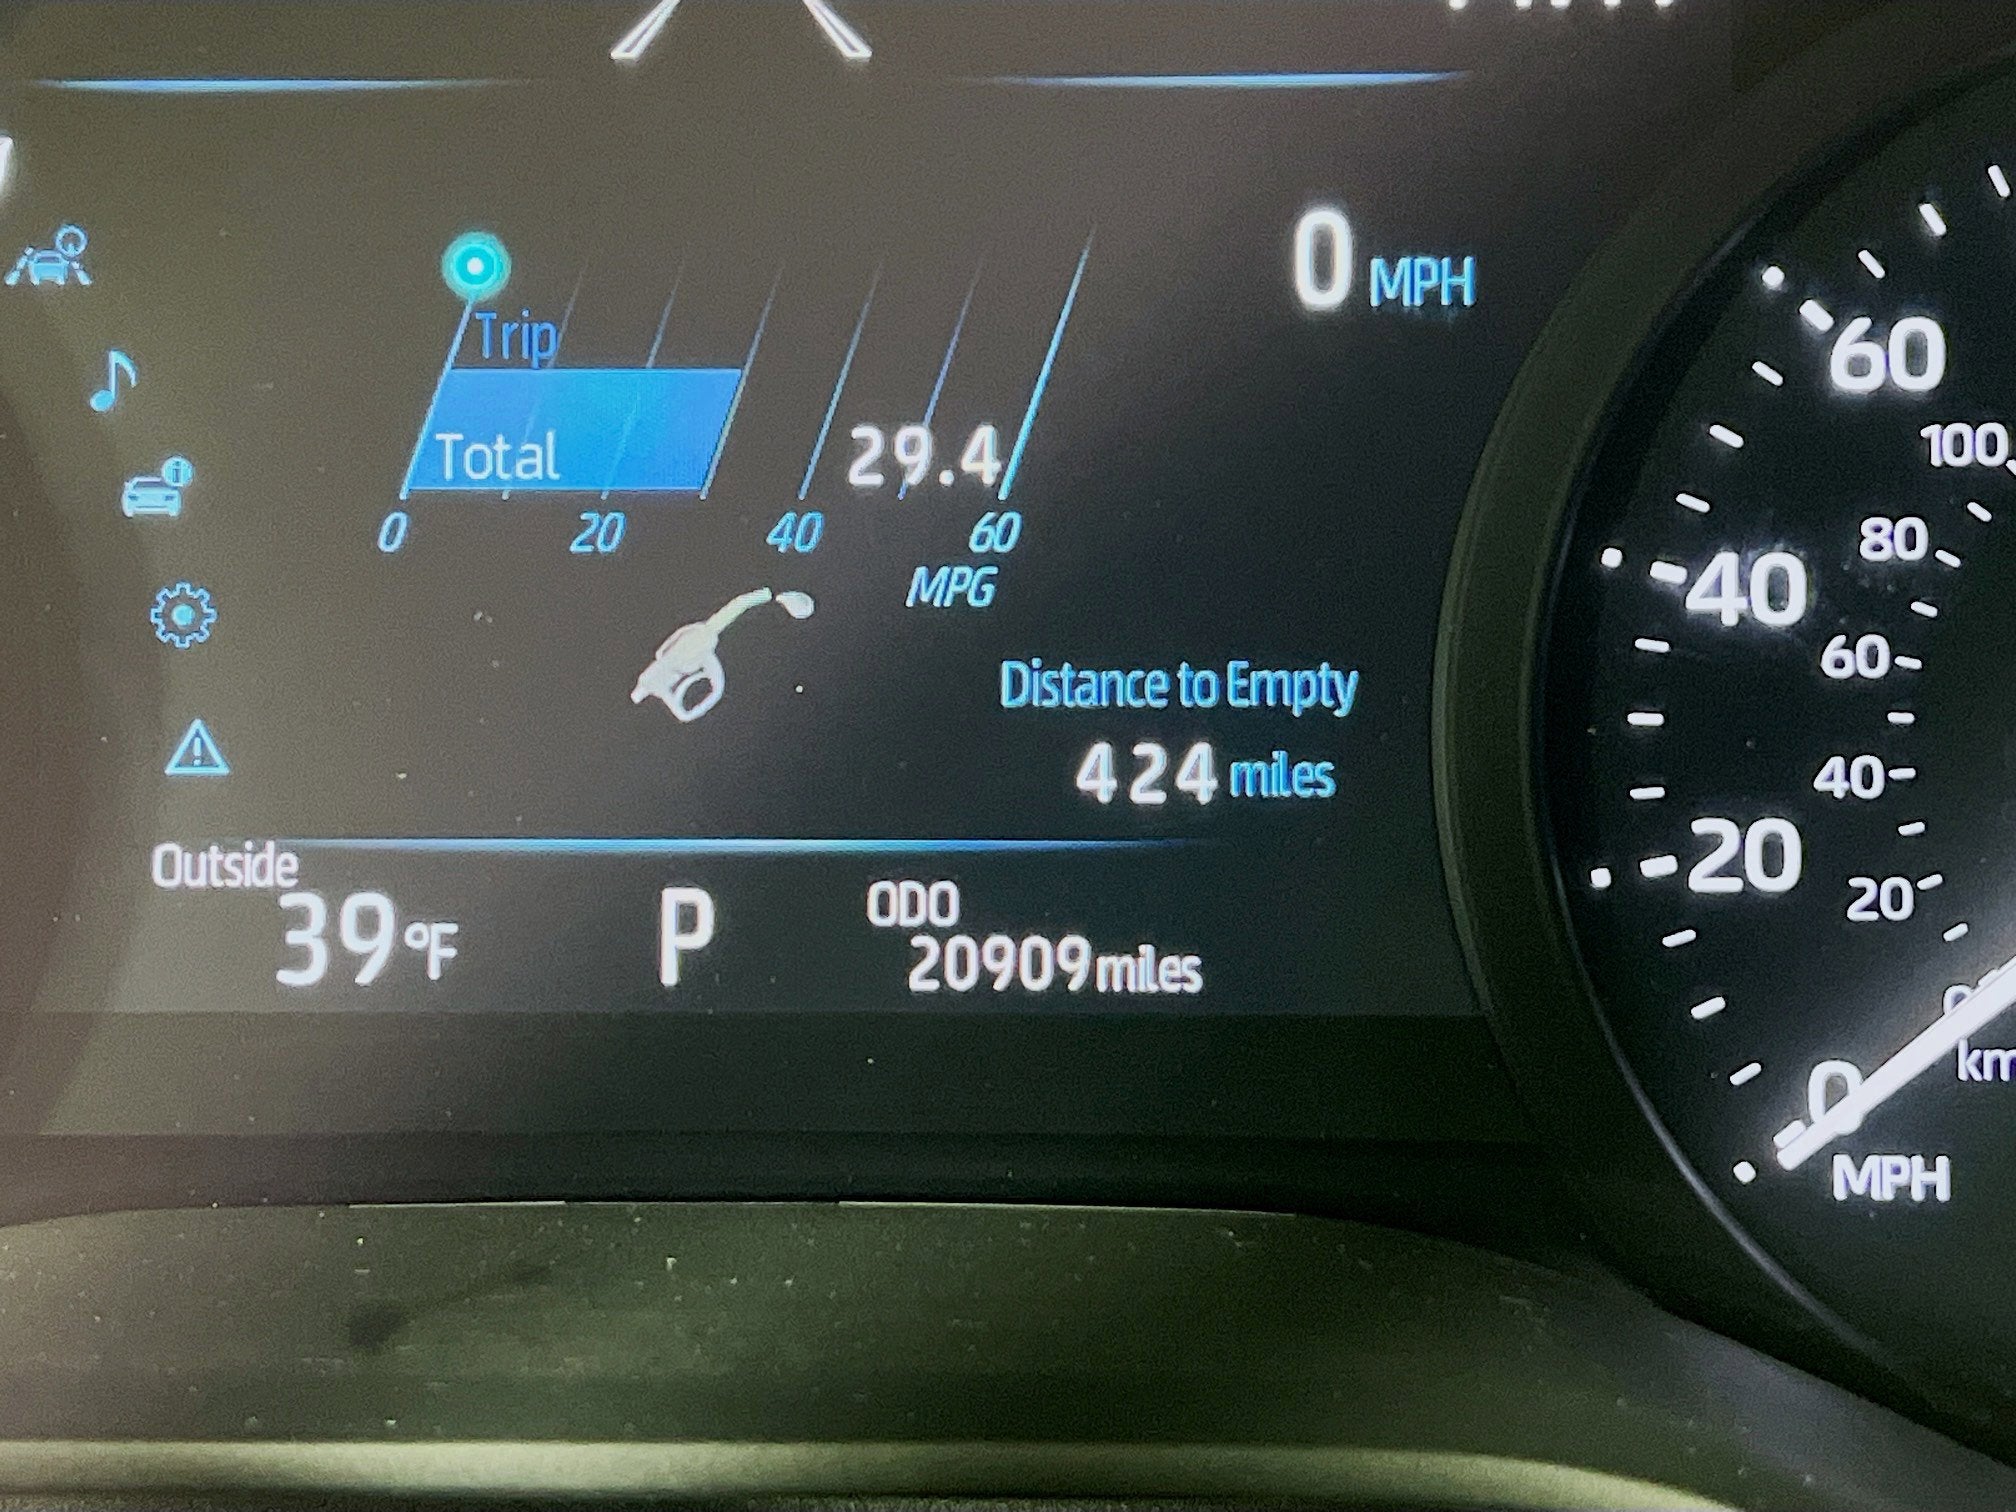 0 MPH
Trip
Total 29.4
0 20 40 60
MPG
Distance to Empty
424 miles
Outside
39 °F
P
ODO
20909 miles
60
100
80
40
60
40
20
20
0
MPH